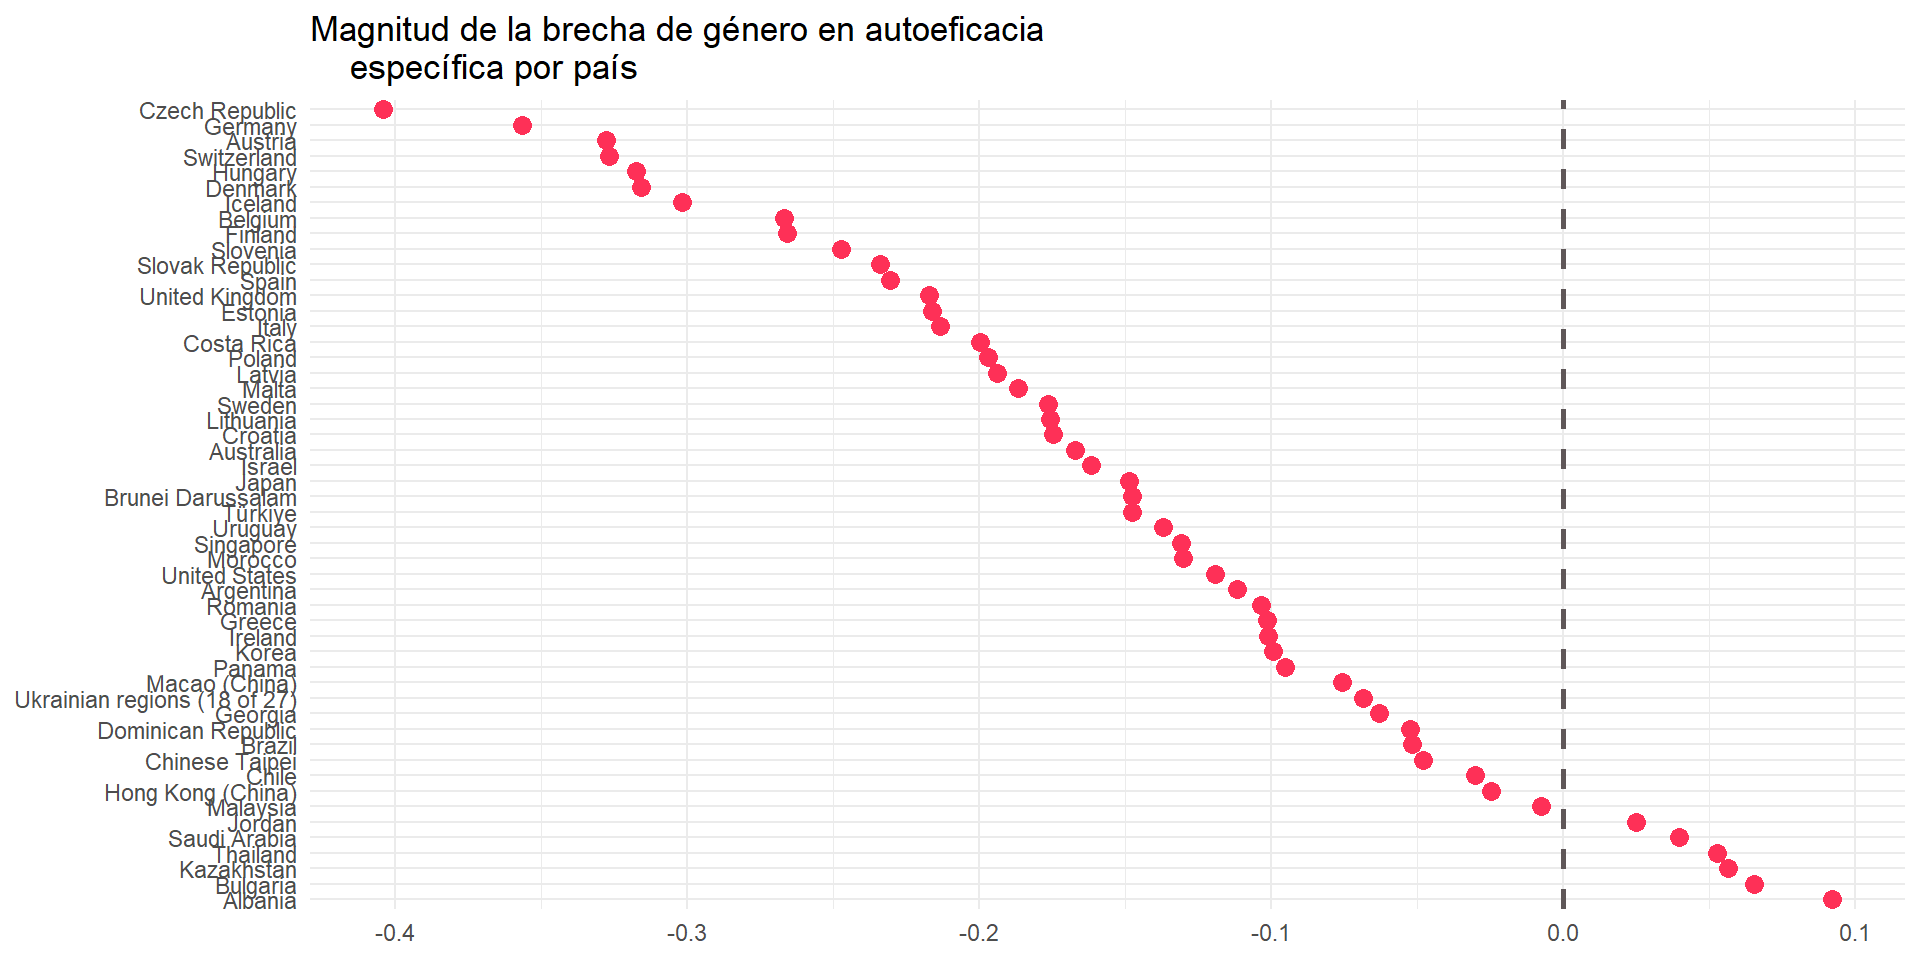 Magnitud de la brecha de género en autoeficacia
específica por país
Czech Republic
Germany
Austria
Switzerland
Hungary
Denmark
Iceland
Belgium
Finland
Slovenia
Slovak Republic
Spain
United Kingdom
Estonia
Italy
Costa Rica
Poland
Latvia
Malta
Sweden
Lithuania
Croatia
Australia
Israel
Japan
Brunei Darussalam
Türkiye
Uruguay
Singapore
Morocco
United States
Argentina
Romania
Greece
Ireland
Korea
Panama
Macao (China)
Ukrainian regions (18 of 27)
Georgia
Dominican Republic
Brazil
Chinese Taipei
Chile
Hong Kong (China)
Malaysia
Jordan
Saudi Arabia
Thailand
Kazakhstan
Bulgaria
Albania
-0.4 -0.3 -0.2 -0.1 0.0 0.1